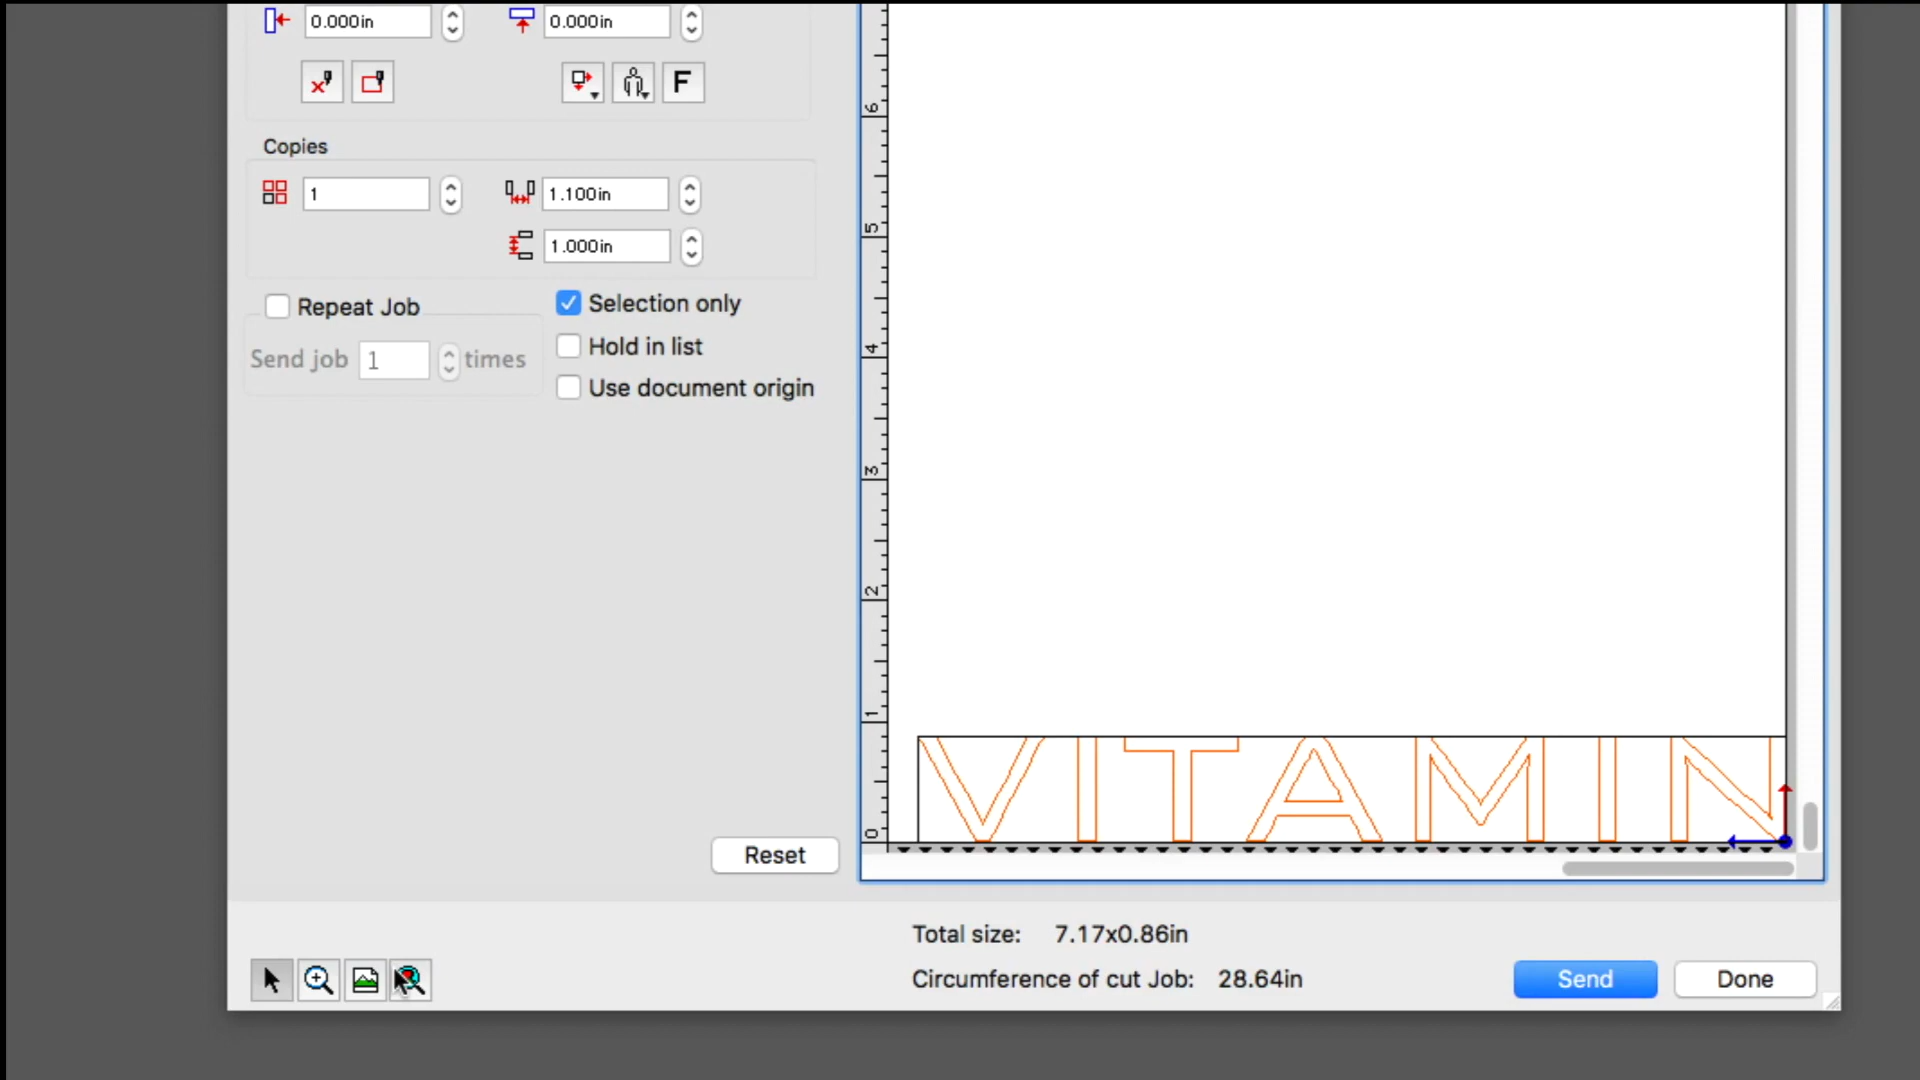 0.000in 0.000in
F
Copies
1 1.100in
1.000in
Repeat Job Selection only
Send job 1 times Hold in list
Use document origin
6
5
4
3
2
1
0
VITAMIN
Reset
Total size: 7.17x0.86in
Circumference of cut Job: 28.64in
Send Done